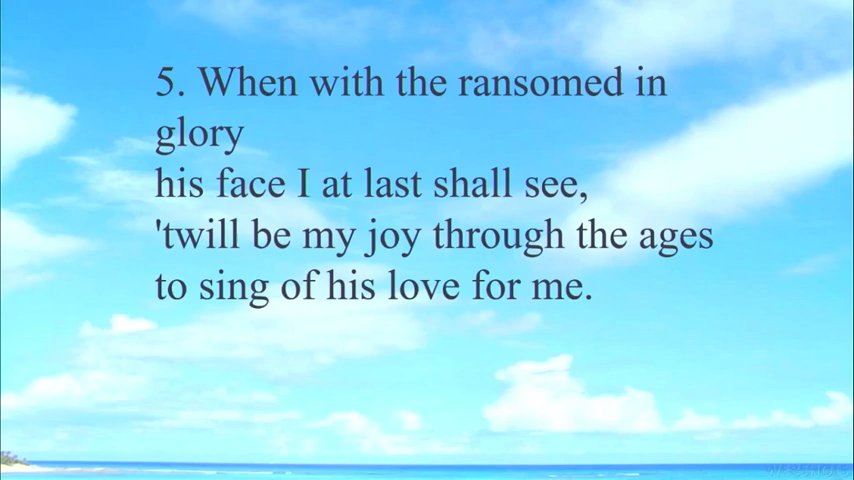 5. When with the ransomed in
glory
his face I at last shall see,
'twill be my joy through the ages
to sing of his love for me.